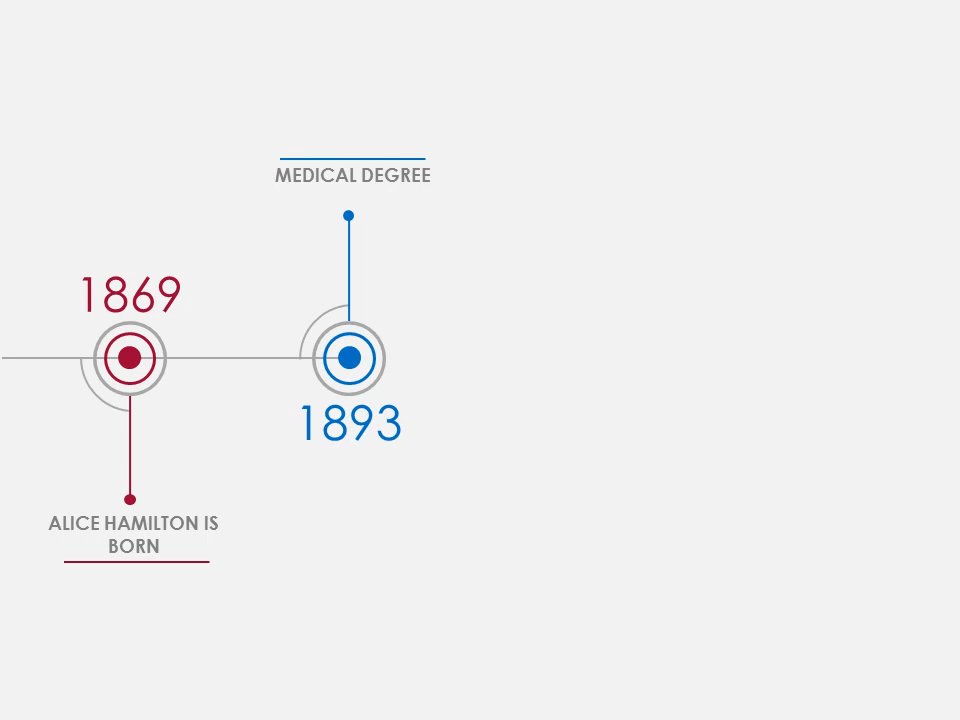 MEDICAL DEGREE
1869
1893
ALICE HAMILTON IS
BORN